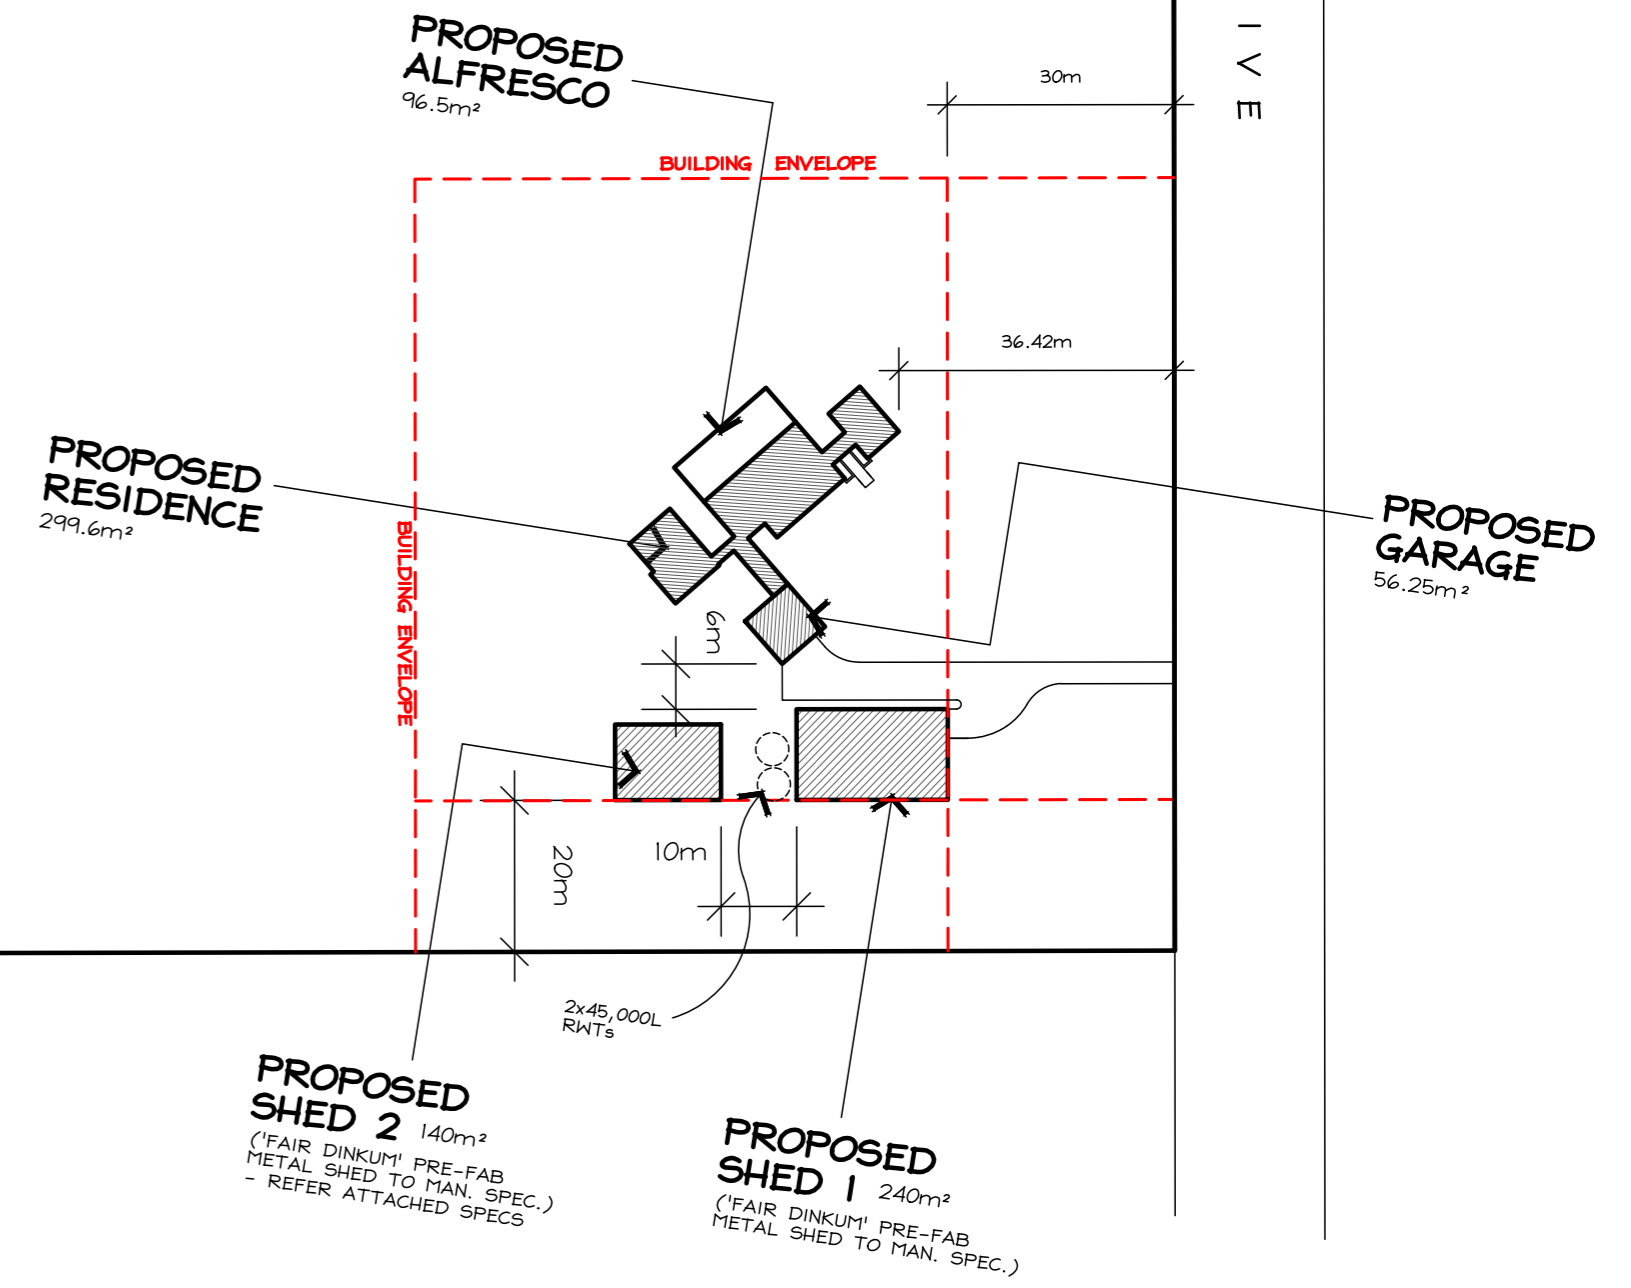 PROPOSED
ALFRESCO
96.5m²
I V E
30m
BUILDING ENVELOPE
36.42m
PROPOSED
RESIDENCE
299.6m²
PROPOSED
GARAGE
56.25m²
BUILDING ENVELOPE
6m
20m
10m
2x45,000L
RWTs
PROPOSED
SHED 2 140m²
('FAIR DINKUM' PRE-FAB
METAL SHED TO MAN. SPEC.)
- REFER ATTACHED SPECS
PROPOSED
SHED 1 240m²
('FAIR DINKUM' PRE-FAB
METAL SHED TO MAN. SPEC.)